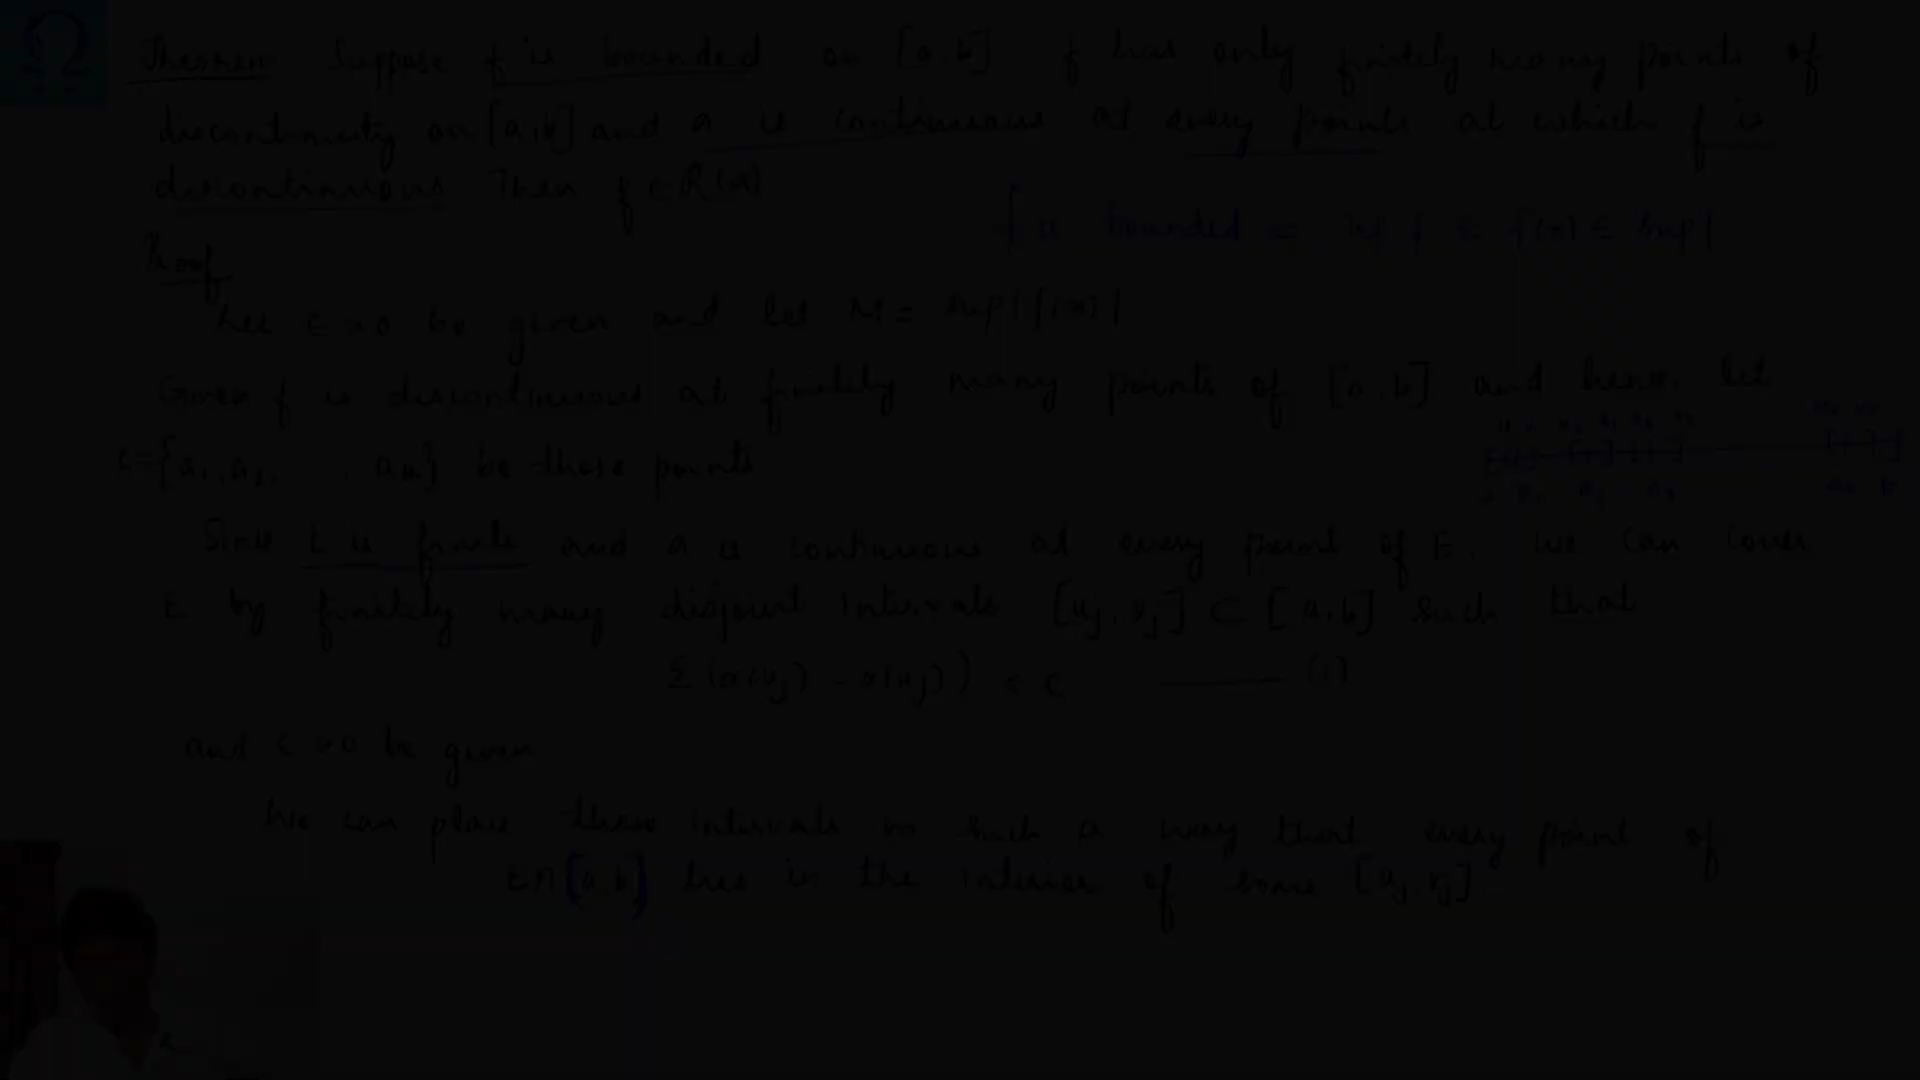 Theorem Suppose f is bounded on [a,b] f has only finitely many points of
discontinuity on [a,b] and α is continuous at every points at which f is
discontinuous Then f ∈ R(α)
f is bounded ⇒ inf f ≤ f(x) ≤ sup f
Proof
Let ε > 0 be given and let M = sup |f(x)|
Given f is discontinuous at finitely many points of [a,b] and hence, let
E = {a₁, a₂, . . aₖ} be those points
Since E is finite and α is continuous at every point of E, we can cover
E by finitely many disjoint intervals [uj, vj] ⊂ [a,b] such that
Σ (α(vj) - α(uj)) < ε (1)
and ε > 0 be given
We can place these intervals in such a way that every point of
E ∩ (a,b) lies in the interior of some [uj, vj]